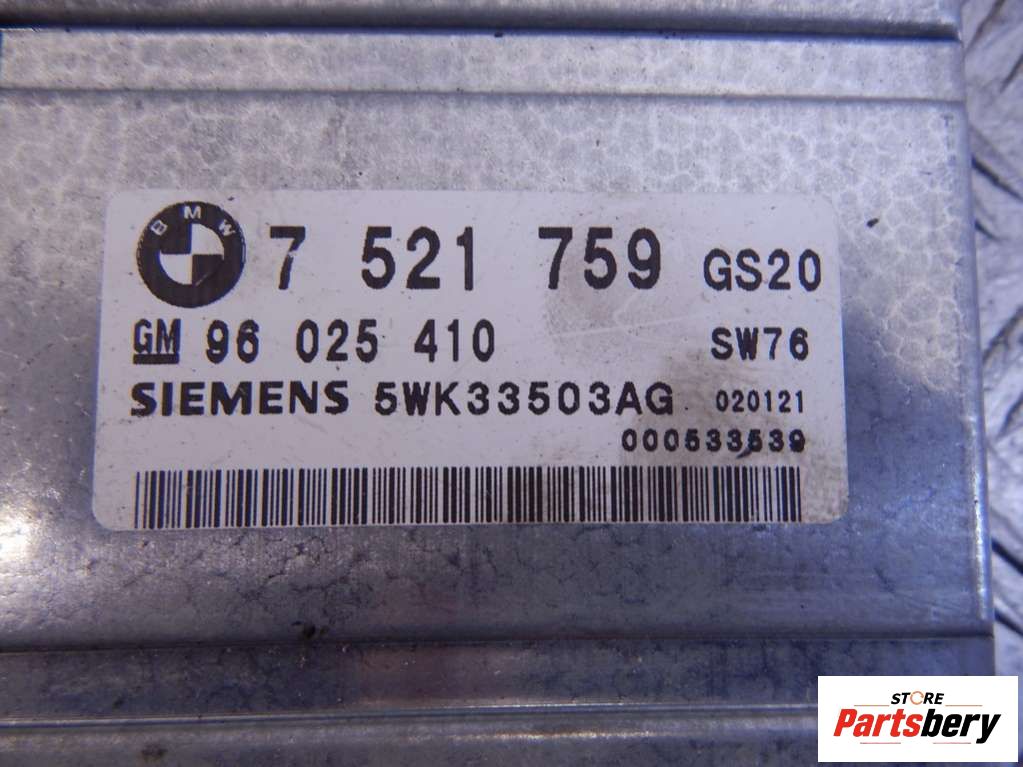 BMW 7 521 759 GS20
GM 96 025 410 SW76
SIEMENS 5WK33503AG 020121
000533539
STORE
Partsbery